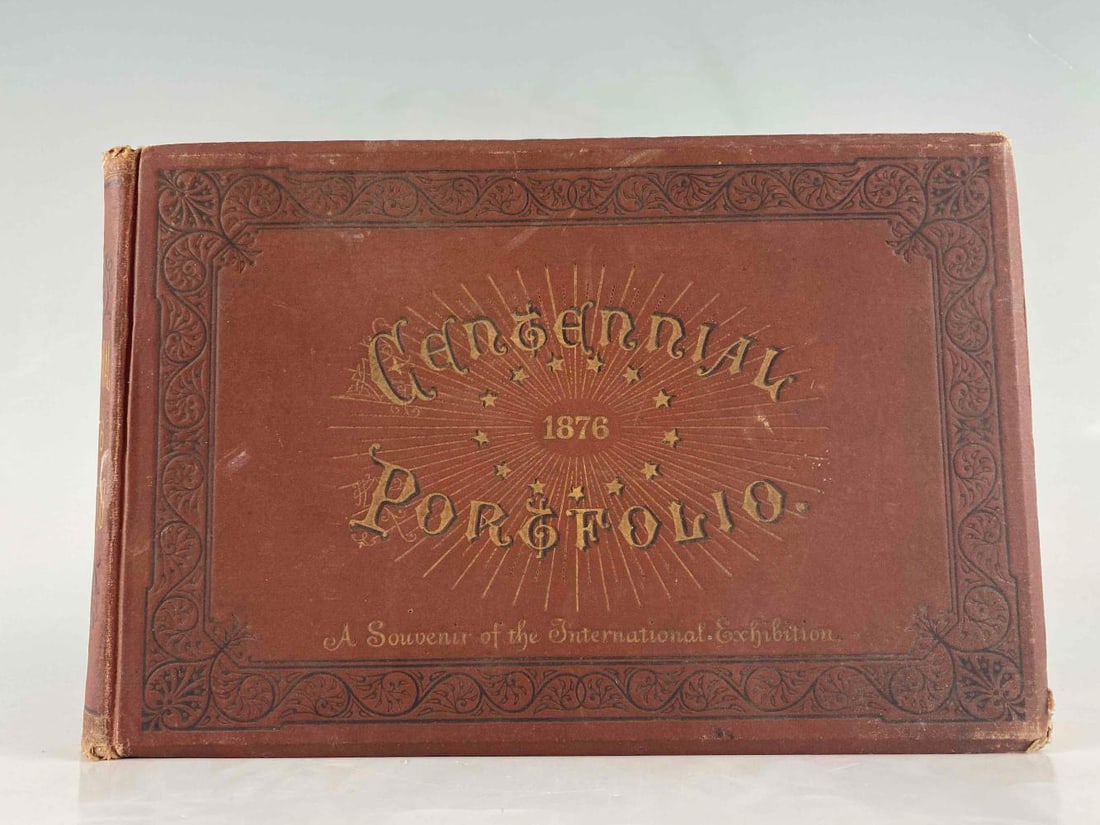 Centennial
1876
Portfolio.
A Souvenir of the International Exhibition